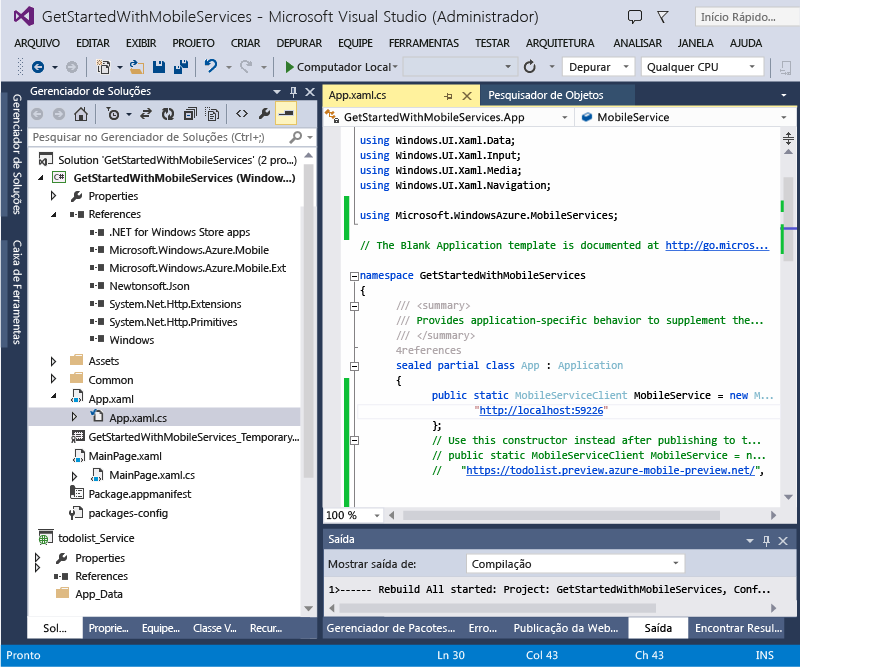 GetStartedWithMobileServices - Microsoft Visual Studio (Administrador)
Início Rápido...
ARQUIVO EDITAR EXIBIR PROJETO CRIAR DEPURAR EQUIPE FERRAMENTAS TESTAR ARQUITETURA ANALISAR JANELA AJUDA
Computador Local
Depurar
Qualquer CPU
Gerenciador de Soluções
Caixa de Ferramentas
Gerenciador de Soluções
Pesquisar no Gerenciador de Soluções (Ctrl+;)
Solution 'GetStartedWithMobileServices' (2 pro...)
C# GetStartedWithMobileServices (Window...)
Properties
References
.NET for Windows Store apps
Microsoft.Windows.Azure.Mobile
Microsoft.Windows.Azure.Mobile.Ext
Newtonsoft.Json
System.Net.Http.Extensions
System.Net.Http.Primitives
Windows
Assets
Common
App.xaml
App.xaml.cs
GetStartedWithMobileServices_Temporary...
MainPage.xaml
MainPage.xaml.cs
Package.appmanifest
packages-config
todolist_Service
Properties
References
App_Data
Sol... Proprie... Equipe... Classe V... Recur...
App.xaml.cs
Pesquisador de Objetos
GetStartedWithMobileServices.App
MobileService
using Windows.UI.Xaml.Data;
using Windows.UI.Xaml.Input;
using Windows.UI.Xaml.Media;
using Windows.UI.Xaml.Navigation;
using Microsoft.WindowsAzure.MobileServices;
// The Blank Application template is documented at http://go.micros...
namespace GetStartedWithMobileServices
{
/// <summary>
/// Provides application-specific behavior to supplement the...
/// </summary>
4references
sealed partial class App : Application
{
public static MobileServiceClient MobileService = new M...
"http://localhost:59226"
};
// Use this constructor instead after publishing to t...
// public static MobileServiceClient MobileService = n...
// "https://todolist.preview.azure-mobile-preview.net/",
100 %
Saída
Mostrar saída de: Compilação
1>------ Rebuild All started: Project: GetStartedWithMobileServices, Conf...
Gerenciador de Pacotes... Erro... Publicação da Web... Saída Encontrar Resul...
Pronto Ln 30 Col 43 Ch 43 INS